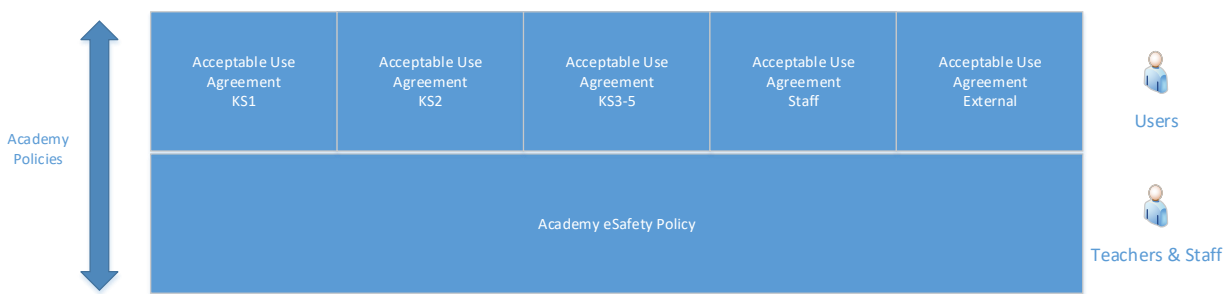 Academy
Policies
Acceptable Use
Agreement
KS1
Acceptable Use
Agreement
KS2
Acceptable Use
Agreement
KS3-5
Acceptable Use
Agreement
Staff
Acceptable Use
Agreement
External
Users
Academy eSafety Policy
Teachers & Staff